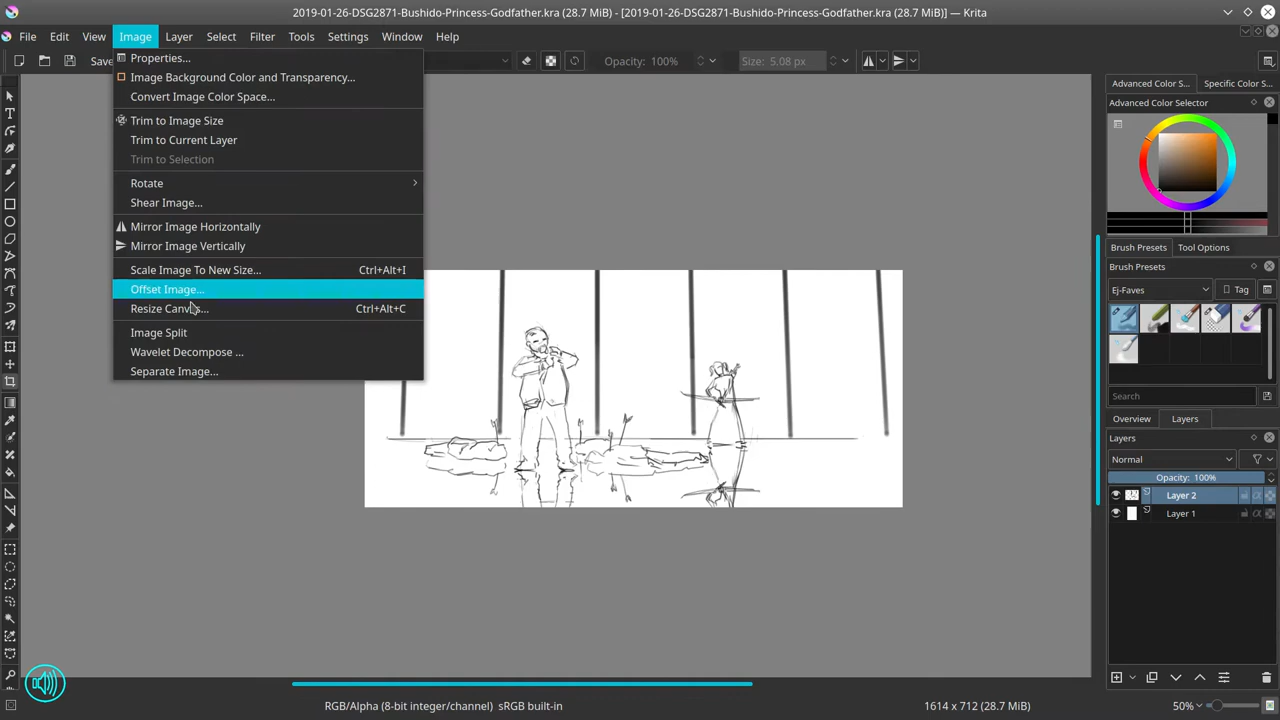 2019-01-26-DSG2871-Bushido-Princess-Godfather.kra (28.7 MiB) - [2019-01-26-DSG2871-Bushido-Princess-Godfather.kra (28.7 MiB)] — Krita
File Edit View Image Layer Select Filter Tools Settings Window Help
Save Opacity: 100% Size: 5.08 px
Properties...
Image Background Color and Transparency...
Convert Image Color Space...
Trim to Image Size
Trim to Current Layer
Trim to Selection
Rotate
Shear Image...
Mirror Image Horizontally
Mirror Image Vertically
Scale Image To New Size... Ctrl+Alt+I
Offset Image...
Resize Canvas... Ctrl+Alt+C
Image Split
Wavelet Decompose ...
Separate Image...
Advanced Color S... Specific Color S...
Advanced Color Selector
Brush Presets Tool Options
Brush Presets
Ej-Faves Tag
Search
Overview Layers
Layers
Normal
Opacity: 100%
Layer 2
Layer 1
RGB/Alpha (8-bit integer/channel) sRGB built-in 1614 x 712 (28.7 MiB) 50%